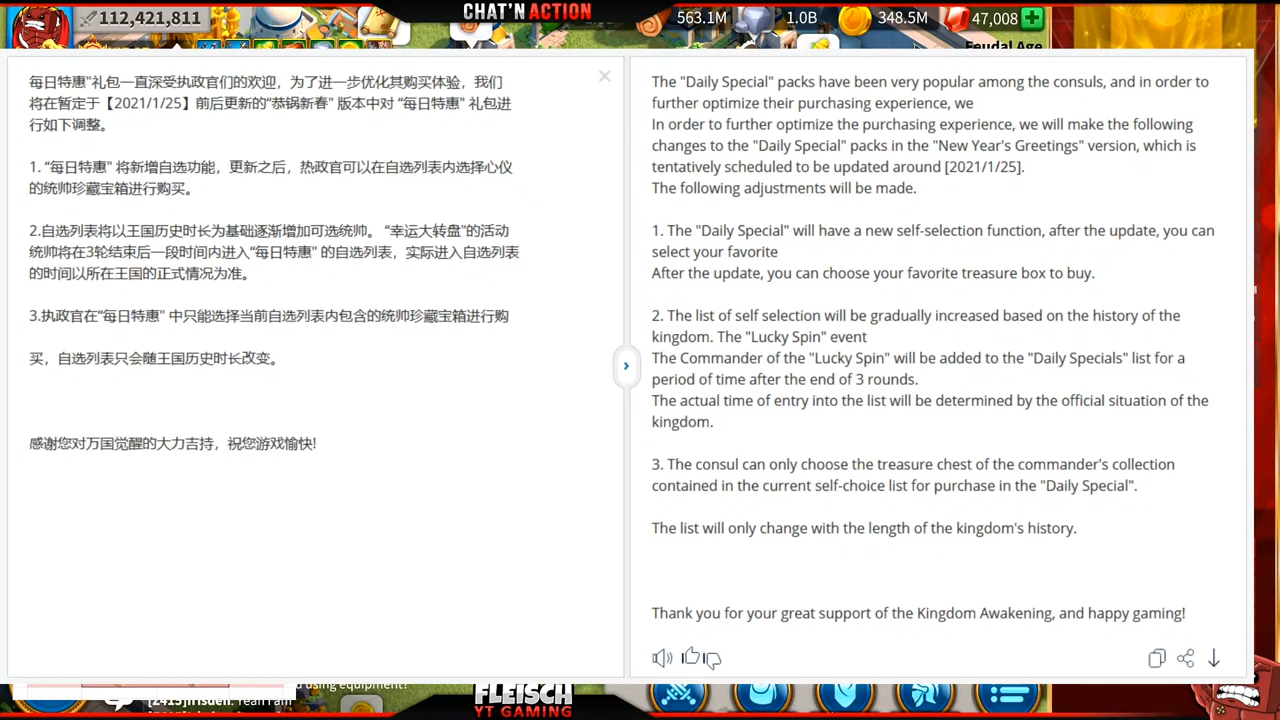 CHAT'N ACTION
112,421,811
563.1M
1.0B
348.5M
47,008
Feudal Age
每日特惠"礼包一直深受执政官们的欢迎，为了进一步优化其购买体验，我们
将在暂定于【2021/1/25】前后更新的“恭锅新春" 版本中对 “每日特惠" 礼包进
行如下调整。
1. “每日特惠" 将新增自选功能，更新之后，热政官可以在自选列表内选择心仪
的统帅珍藏宝箱进行购买。
2.自选列表将以王国历史时长为基础逐渐增加可选统帅。 “幸运大转盘"的活动
统帅将在3轮结束后一段时间内进入“每日特惠" 的自选列表，实际进入自选列表
的时间以所在王国的正式情况为准。
3.执政官在“每日特惠" 中只能选择当前自选列表内包含的统帅珍藏宝箱进行购
买，自选列表只会随王国历史时长改变。
感谢您对万国觉醒的大力吉持，祝您游戏愉快!
The "Daily Special" packs have been very popular among the consuls, and in order to
further optimize their purchasing experience, we
In order to further optimize the purchasing experience, we will make the following
changes to the "Daily Special" packs in the "New Year's Greetings" version, which is
tentatively scheduled to be updated around [2021/1/25].
The following adjustments will be made.
1. The "Daily Special" will have a new self-selection function, after the update, you can
select your favorite
After the update, you can choose your favorite treasure box to buy.
2. The list of self selection will be gradually increased based on the history of the
kingdom. The "Lucky Spin" event
The Commander of the "Lucky Spin" will be added to the "Daily Specials" list for a
period of time after the end of 3 rounds.
The actual time of entry into the list will be determined by the official situation of the
kingdom.
3. The consul can only choose the treasure chest of the commander's collection
contained in the current self-choice list for purchase in the "Daily Special".
The list will only change with the length of the kingdom's history.
Thank you for your great support of the Kingdom Awakening, and happy gaming!
using equipment?
FLEISCH
YT GAMING